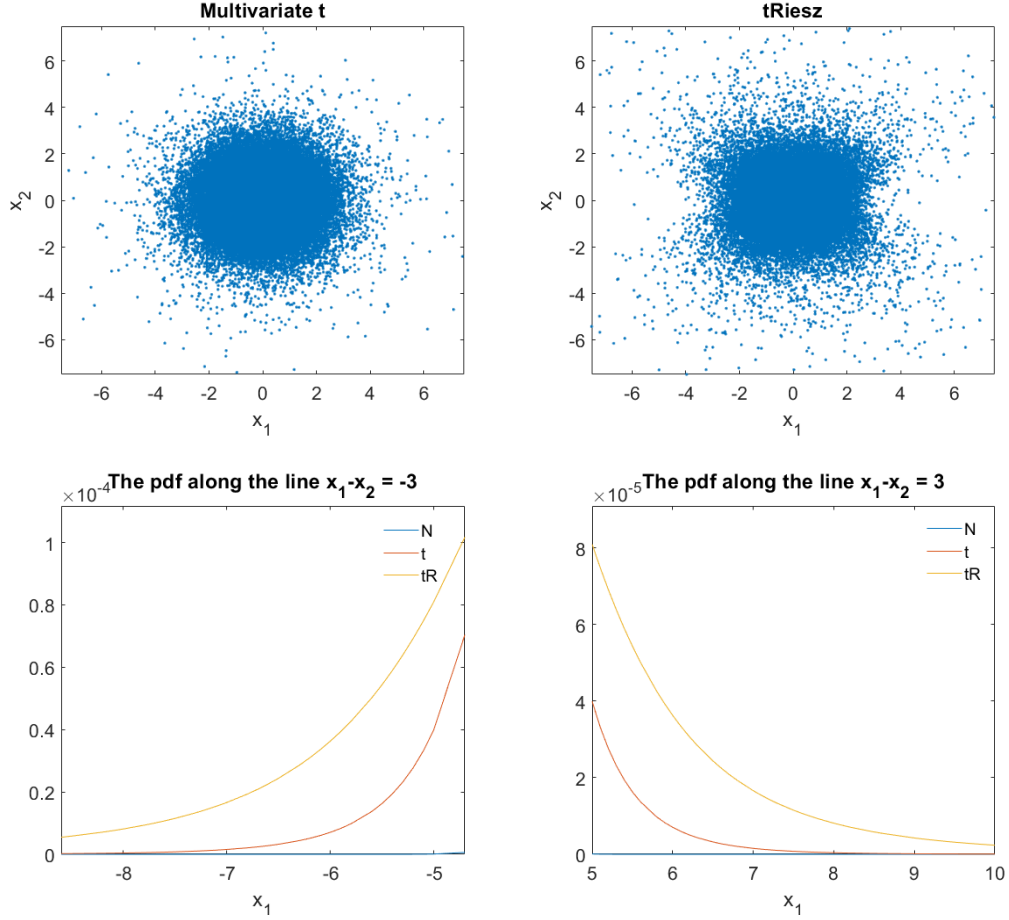 Multivariate t
x2
6
4
2
0
-2
-4
-6
-6 -4 -2 0 2 4 6
x1
tRiesz
x2
6
4
2
0
-2
-4
-6
-6 -4 -2 0 2 4 6
x1
The pdf along the line x1-x2 = -3
×10-4
N
t
tR
1
0.8
0.6
0.4
0.2
0
-8 -7 -6 -5
x1
The pdf along the line x1-x2 = 3
×10-5
N
t
tR
8
6
4
2
0
5 6 7 8 9 10
x1